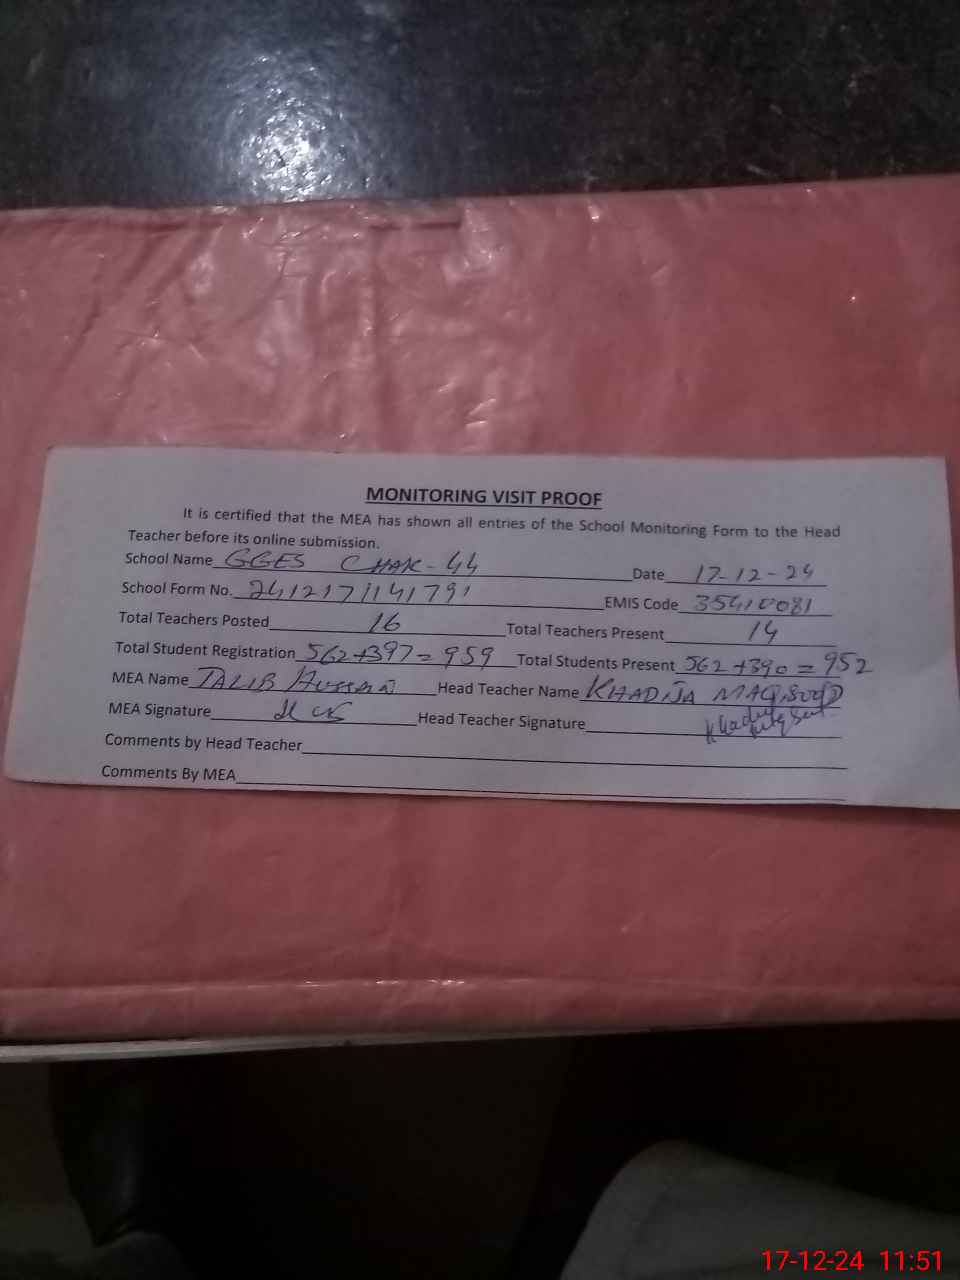 MONITORING VISIT PROOF
It is certified that the MEA has shown all entries of the School Monitoring Form to the Head
Teacher before its online submission.
School Name GGES CHAK-44 Date 17-12-24
School Form No. 241217/141791 EMIS Code 35410081
Total Teachers Posted 16 Total Teachers Present 14
Total Student Registration 562+397=959 Total Students Present 562+390=952
MEA Name TALIB Hussain Head Teacher Name KHADIJA MAQSOOD
MEA Signature Head Teacher Signature
Comments by Head Teacher
Comments By MEA
17-12-24 11:51